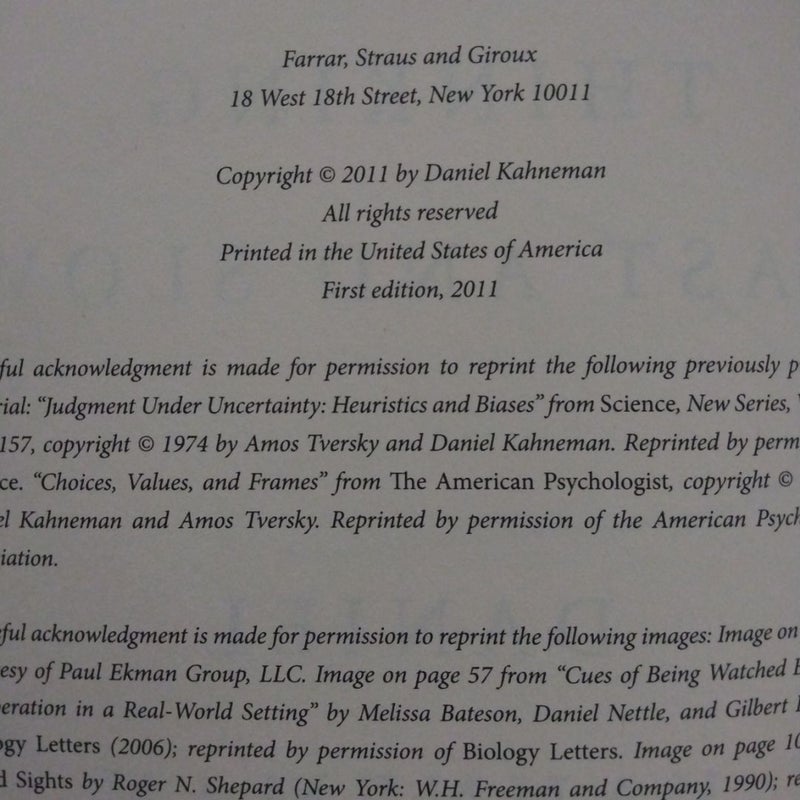 Farrar, Straus and Giroux
18 West 18th Street, New York 10011
Copyright © 2011 by Daniel Kahneman
All rights reserved
Printed in the United States of America
First edition, 2011
ful acknowledgment is made for permission to reprint the following previously p
rial: “Judgment Under Uncertainty: Heuristics and Biases” from Science, New Series,
157, copyright © 1974 by Amos Tversky and Daniel Kahneman. Reprinted by perm
ce. “Choices, Values, and Frames” from The American Psychologist, copyright ©
el Kahneman and Amos Tversky. Reprinted by permission of the American Psych
iation.
ful acknowledgment is made for permission to reprint the following images: Image on
esy of Paul Ekman Group, LLC. Image on page 57 from “Cues of Being Watched
peration in a Real-World Setting” by Melissa Bateson, Daniel Nettle, and Gilbert
ogy Letters (2006); reprinted by permission of Biology Letters. Image on page 10
d Sights by Roger N. Shepard (New York: W.H. Freeman and Company, 1990); re